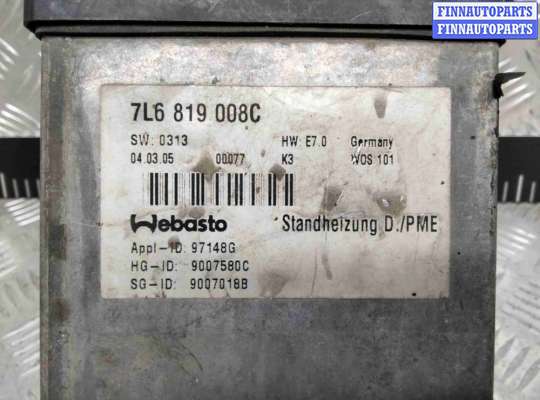 FINNAUTOPARTS
FINNAUTOPARTS
7L6 819 008C
SW: 0313 HW: E7.0 Germany
04.03.05 00077 K3 WOS 101
Webasto Standheizung D./PME
Appl-ID: 97148G
HG-ID: 9007580C
SG-ID: 9007018B